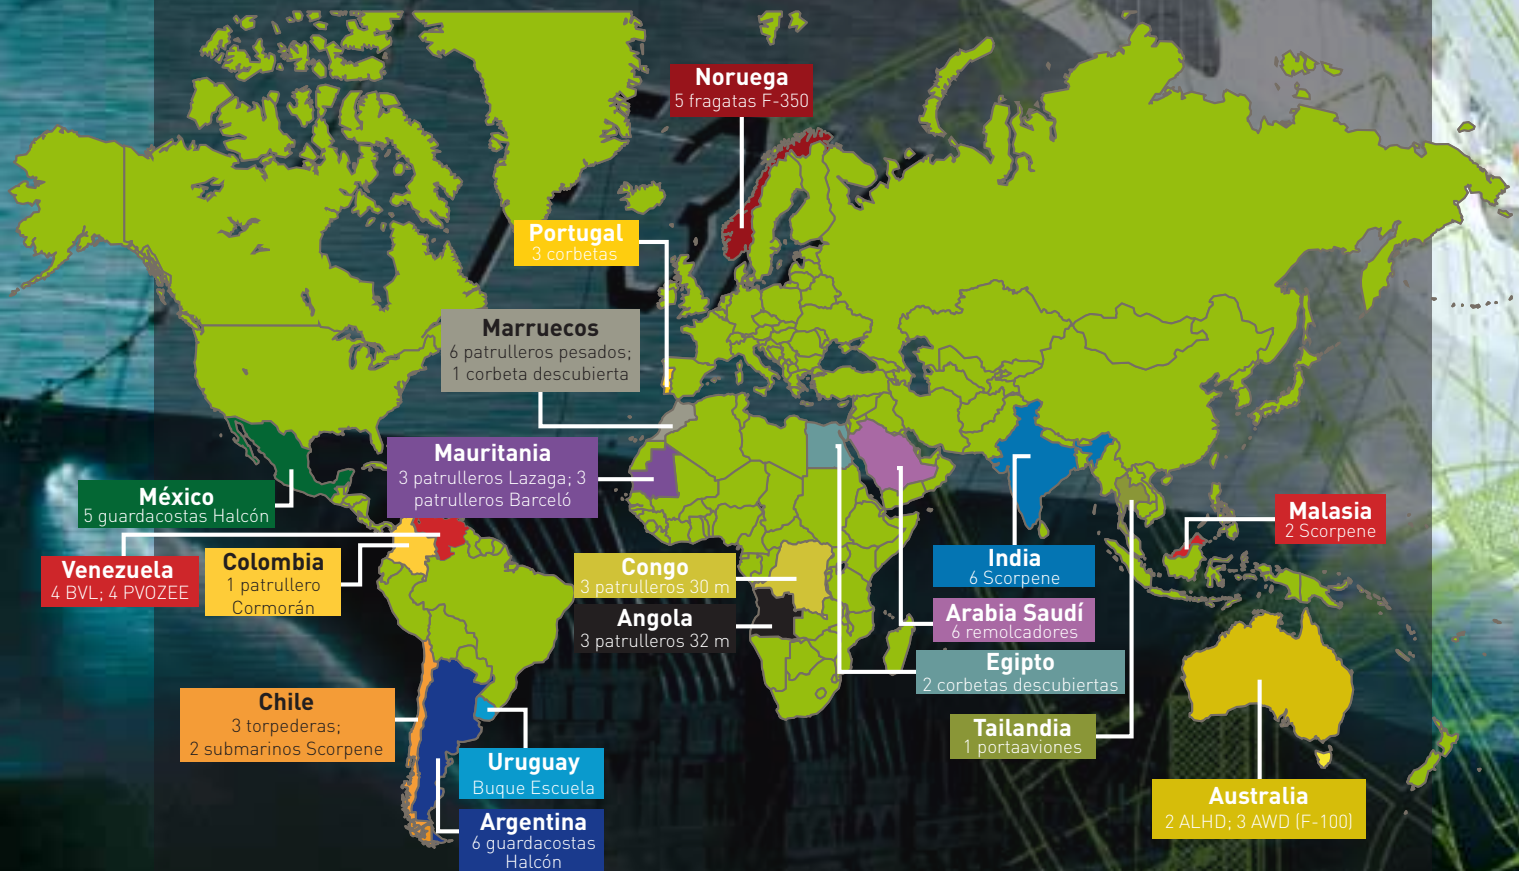 Noruega
5 fragatas F-350
Portugal
3 corbetas
Marruecos
6 patrulleros pesados;
1 corbeta descubierta
Mauritania
3 patrulleros Lazaga; 3
patrulleros Barceló
México
5 guardacostas Halcón
Malasia
2 Scorpene
Venezuela
4 BVL; 4 PVOZEE
Colombia
1 patrullero
Cormorán
Congo
3 patrulleros 30 m
India
6 Scorpene
Angola
3 patrulleros 32 m
Arabia Saudí
6 remolcadores
Egipto
2 corbetas descubiertas
Chile
3 torpederas;
2 submarinos Scorpene
Tailandia
1 portaaviones
Uruguay
Buque Escuela
Australia
2 ALHD; 3 AWD (F-100)
Argentina
6 guardacostas
Halcón